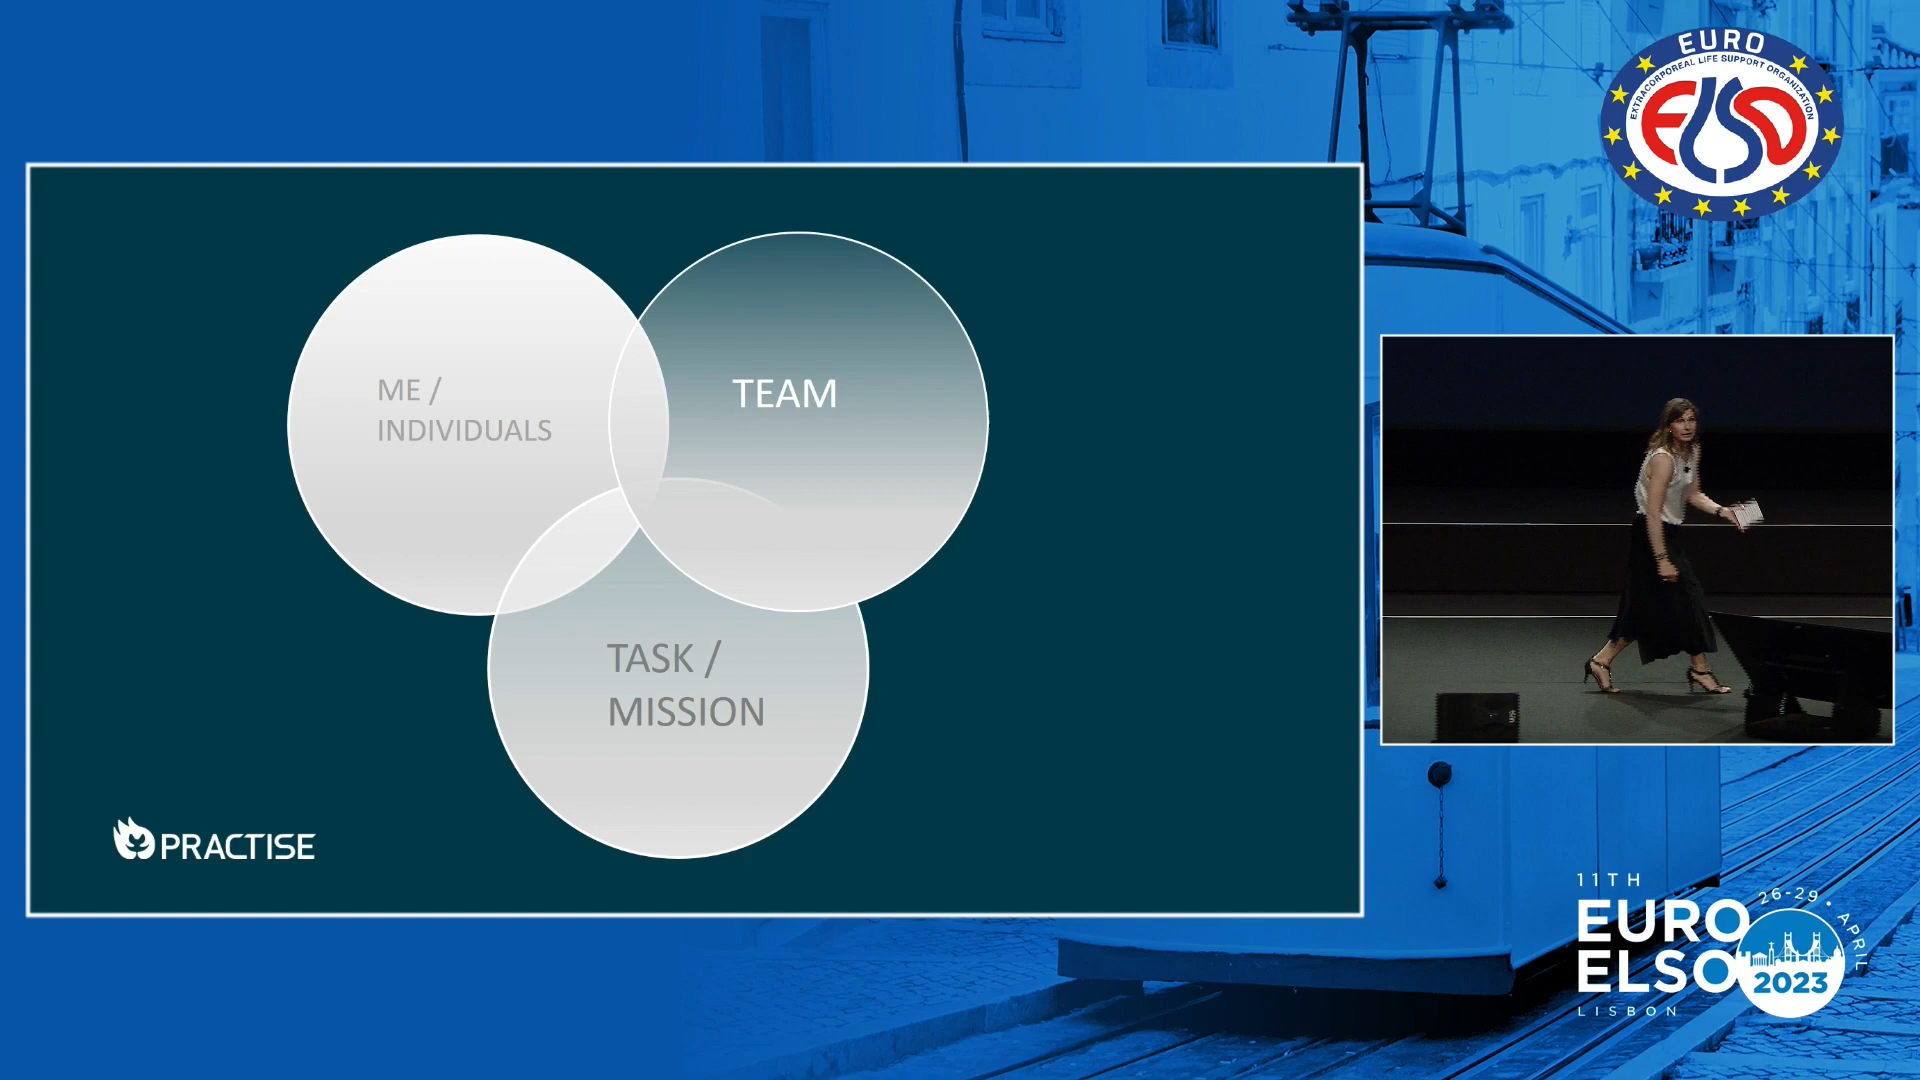 EURO
EXTRACORPOREAL LIFE SUPPORT ORGANIZATION
ELSO
ME /
INDIVIDUALS
TEAM
TASK /
MISSION
PRACTISE
11TH
EURO
ELSO
LISBON
26-29 • APRIL
2023